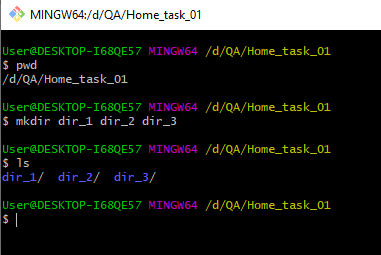 MINGW64:/d/QA/Home_task_01
User@DESKTOP-I68QE57 MINGW64 /d/QA/Home_task_01
$ pwd
/d/QA/Home_task_01
User@DESKTOP-I68QE57 MINGW64 /d/QA/Home_task_01
$ mkdir dir_1 dir_2 dir_3
User@DESKTOP-I68QE57 MINGW64 /d/QA/Home_task_01
$ ls
dir_1/  dir_2/  dir_3/
User@DESKTOP-I68QE57 MINGW64 /d/QA/Home_task_01
$